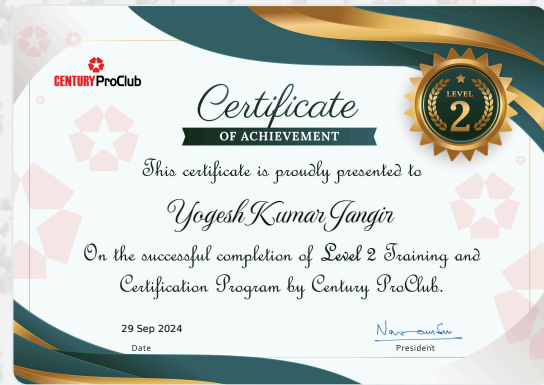 CENTURY ProClub
Certificate
OF ACHIEVEMENT
LEVEL
2
This certificate is proudly presented to
Yogesh Kumar Jangir
On the successful completion of Level 2 Training and
Certification Program by Century ProClub.
29 Sep 2024
Date
President